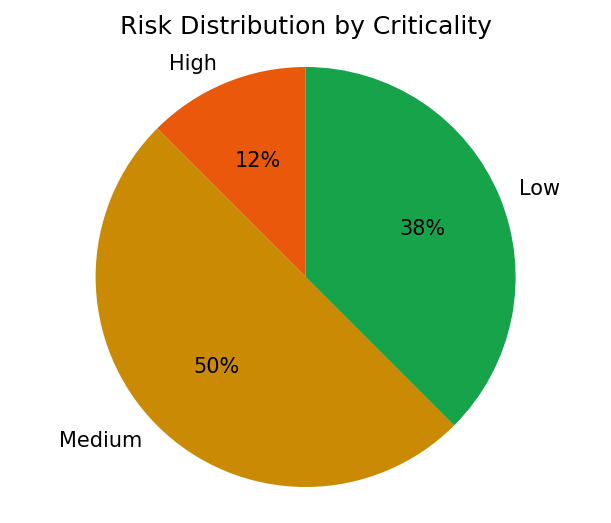 Risk Distribution by Criticality
High
12%
Low
38%
50%
Medium